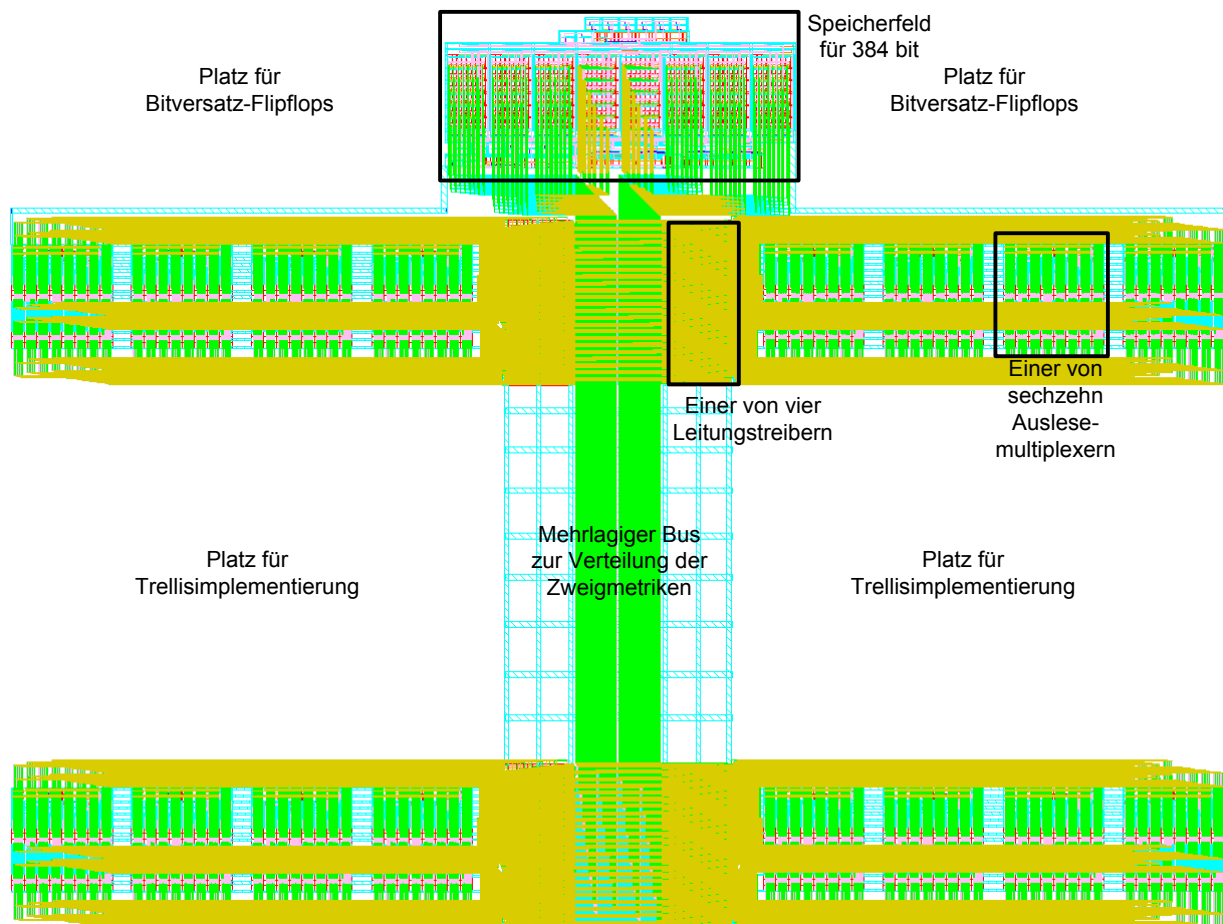 Speicherfeld
für 384 bit
Platz für
Bitversatz-Flipflops
Platz für
Bitversatz-Flipflops
Einer von vier
Leitungstreibern
Einer von
sechzehn
Auslese-
multiplexern
Mehrlagiger Bus
zur Verteilung der
Zweigmetriken
Platz für
Trellisimplementierung
Platz für
Trellisimplementierung